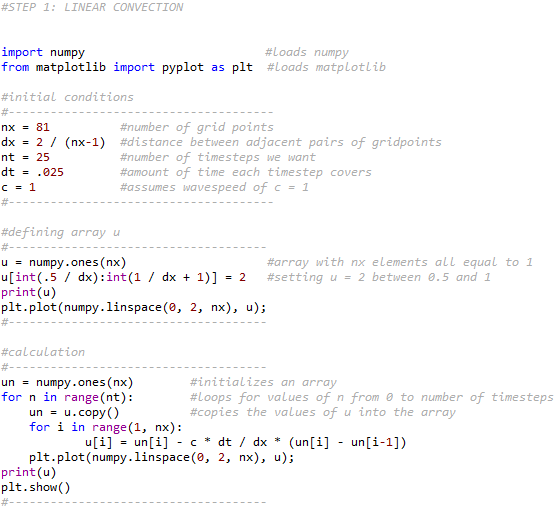 #STEP 1: LINEAR CONVECTION
import numpy #loads numpy
from matplotlib import pyplot as plt #loads matplotlib
#initial conditions
#--------------------------------------
nx = 81 #number of grid points
dx = 2 / (nx-1) #distance between adjacent pairs of gridpoints
nt = 25 #number of timesteps we want
dt = .025 #amount of time each timestep covers
c = 1 #assumes wavespeed of c = 1
#--------------------------------------
#defining array u
#-------------------------------------
u = numpy.ones(nx) #array with nx elements all equal to 1
u[int(.5 / dx):int(1 / dx + 1)] = 2 #setting u = 2 between 0.5 and 1
print(u)
plt.plot(numpy.linspace(0, 2, nx), u);
#-------------------------------------
#calculation
#-------------------------------------
un = numpy.ones(nx) #initializes an array
for n in range(nt): #loops for values of n from 0 to number of timesteps
    un = u.copy() #copies the values of u into the array
    for i in range(1, nx):
            u[i] = un[i] - c * dt / dx * (un[i] - un[i-1])
    plt.plot(numpy.linspace(0, 2, nx), u);
print(u)
plt.show()
#-------------------------------------